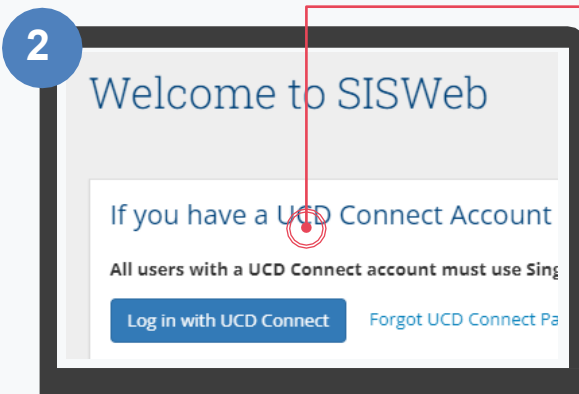 2
Welcome to SISWeb
If you have a UCD Connect Account
All users with a UCD Connect account must use Sing
Log in with UCD Connect
Forgot UCD Connect Pa